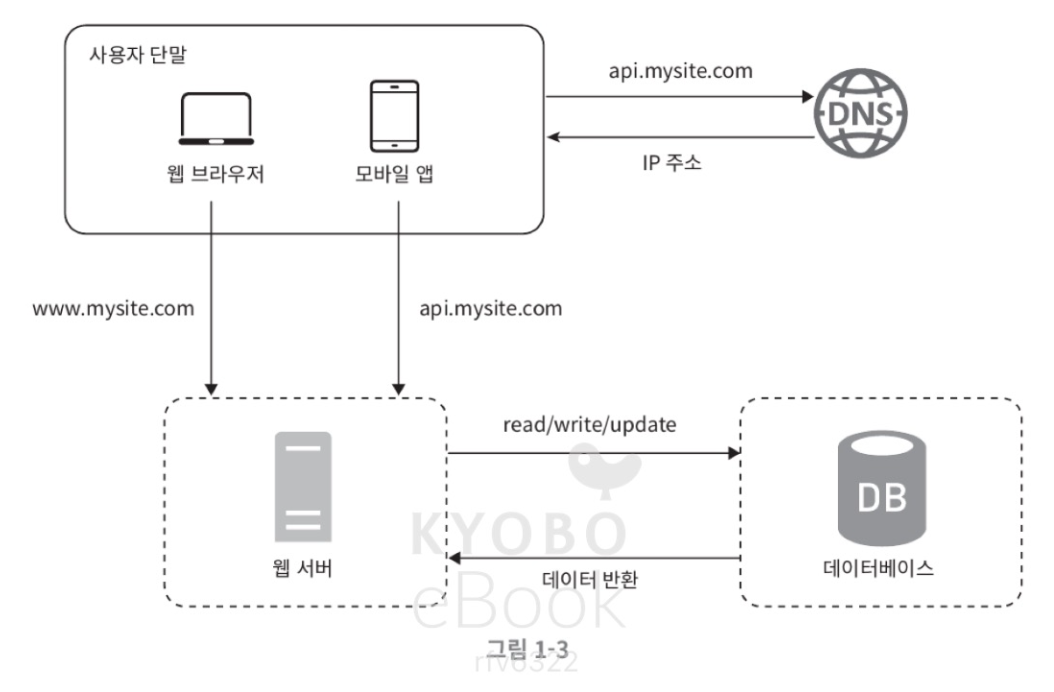 사용자 단말
api.mysite.com
DNS
웹 브라우저
모바일 앱
IP 주소
www.mysite.com
api.mysite.com
read/write/update
DB
KYOBO
웹 서버
데이터베이스
데이터 반환
eBook
그림 1-3